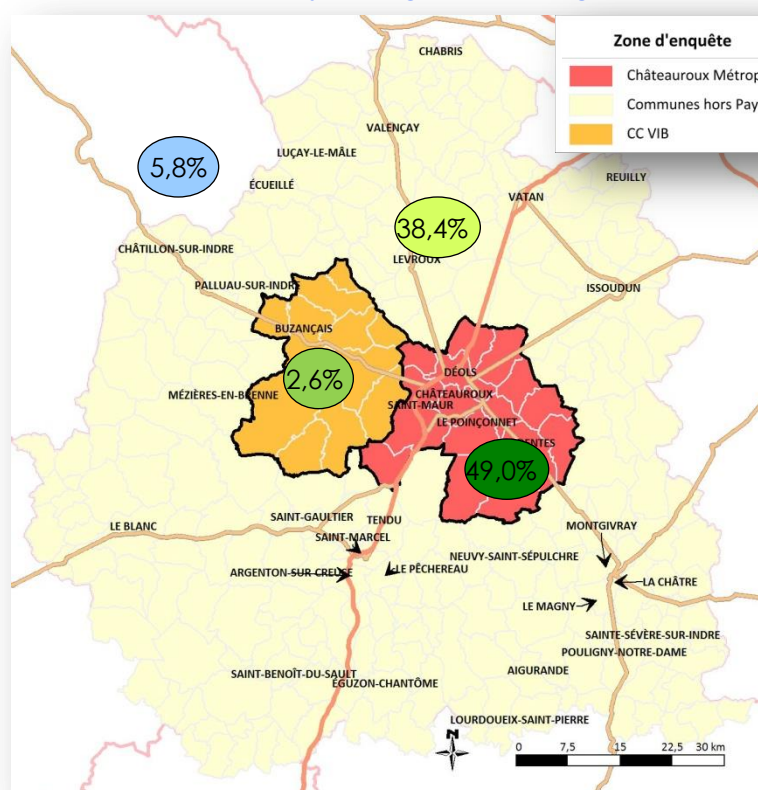 Zone d'enquête
Châteauroux Métrop
Communes hors Pay
CC VIB
CHABRIS
VALENÇAY
LUÇAY-LE-MÂLE
5,8%
ÉCUEILLÉ
REUILLY
VATAN
38,4%
CHÂTILLON-SUR-INDRE
LEVROUX
PALLUAU-SUR-INDRE
ISSOUDUN
BUZANÇAIS
DÉOLS
2,6%
MÉZIÈRES-EN-BRENNE
CHÂTEAUROUX
SAINT-MAUR
LE POINÇONNET
ENTES
49,0%
SAINT-GAULTIER
TENDU
LE BLANC
MONTGIVRAY
SAINT-MARCEL
NEUVY-SAINT-SÉPULCHRE
ARGENTON-SUR-CREUSE
LE PÊCHEREAU
LA CHÂTRE
LE MAGNY
SAINTE-SÉVÈRE-SUR-INDRE
POULIGNY-NOTRE-DAME
SAINT-BENOÎT-DU-SAULT
AIGURANDE
ÉGUZON-CHANTÔME
LOURDOUEIX-SAINT-PIERRE
N
0 7,5 15 22,5 30 km